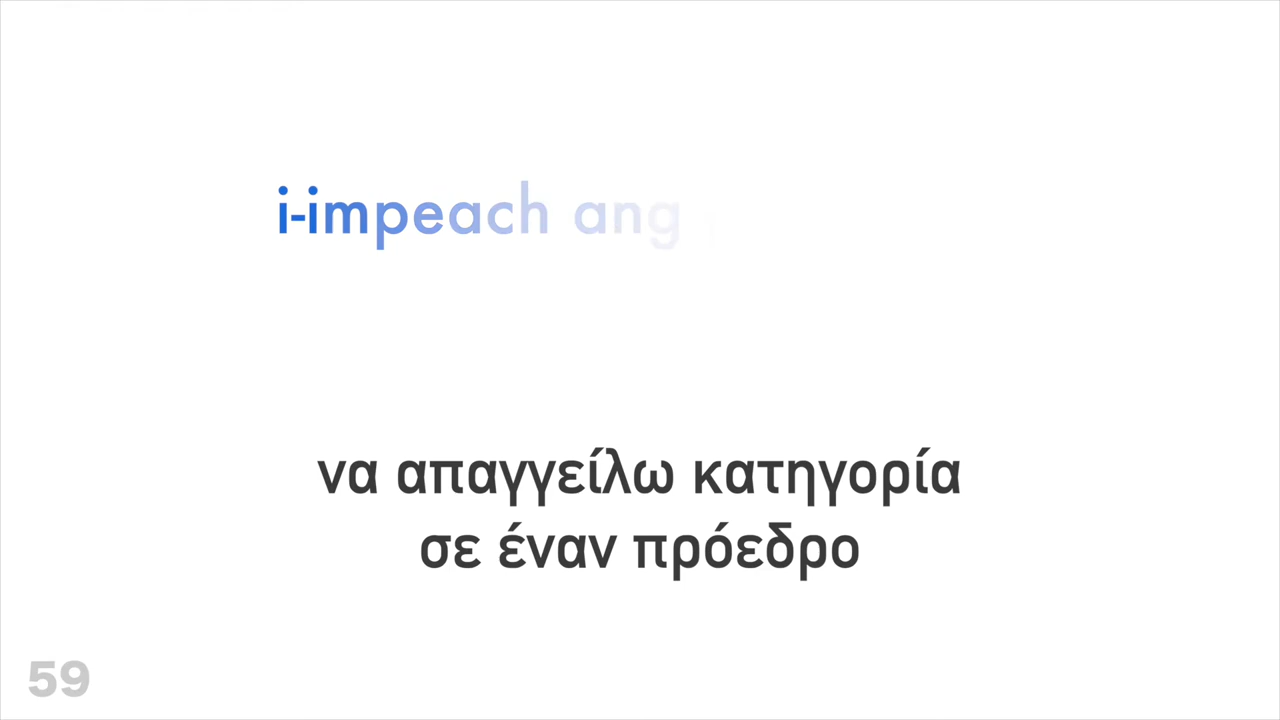 i-impeach ang
να απαγγείλω κατηγορία
σε έναν πρόεδρο
59